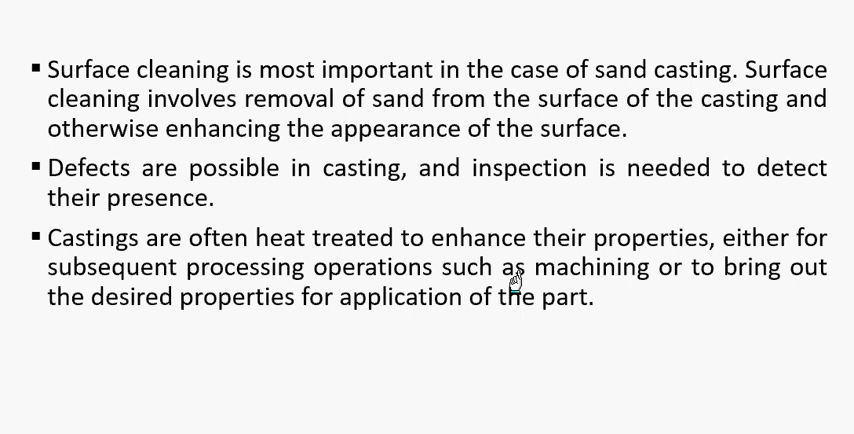 ▪ Surface cleaning is most important in the case of sand casting. Surface
cleaning involves removal of sand from the surface of the casting and
otherwise enhancing the appearance of the surface.
▪ Defects are possible in casting, and inspection is needed to detect
their presence.
▪ Castings are often heat treated to enhance their properties, either for
subsequent processing operations such as machining or to bring out
the desired properties for application of the part.